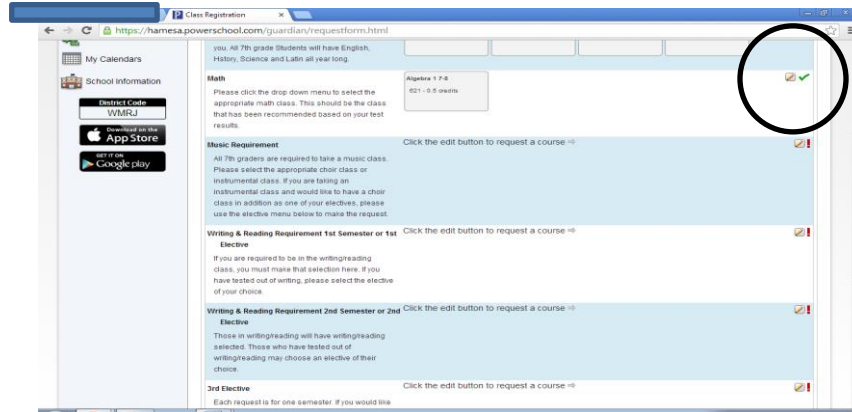 Class Registration
https://hamesa.powerschool.com/guardian/requestform.html
My Calendars
School Information
District Code
WMRJ
Download on the
App Store
GET IT ON
Google play
you. All 7th grade Students will have English,
History, Science and Latin all year long.
Math
Please click the drop down menu to select the
appropriate math class. This should be the class
that has been recommended based on your test
results.
Algebra 1 7-8
621 - 0.5 credits
Music Requirement
Click the edit button to request a course ⇨
All 7th graders are required to take a music class.
Please select the appropriate choir class or
instrumental class. If you are taking an
instrumental class and would like to have a choir
class in addition as one of your electives, please
use the elective menu below to make the request.
Writing & Reading Requirement 1st Semester or 1st
Elective
Click the edit button to request a course ⇨
If you are required to be in the writing/reading
class, you must make that selection here. If you
have tested out of writing, please select the elective
of your choice.
Writing & Reading Requirement 2nd Semester or 2nd
Elective
Click the edit button to request a course ⇨
Those in writing/reading will have writing/reading
selected. Those who have tested out of
writing/reading may choose an elective of their
choice.
3rd Elective
Click the edit button to request a course ⇨
Each request is for one semester. If you would like